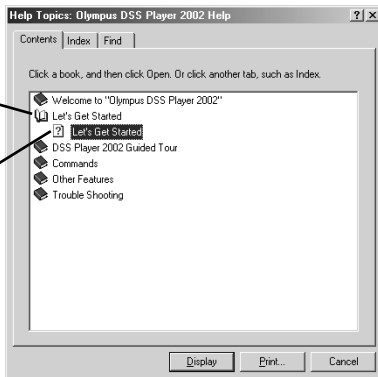 Help Topics: Olympus DSS Player 2002 Help
Contents Index Find
Click a book, and then click Open. Or click another tab, such as Index.
Welcome to "Olympus DSS Player 2002"
Let's Get Started
? Let's Get Started
DSS Player 2002 Guided Tour
Commands
Other Features
Trouble Shooting
Display Print... Cancel